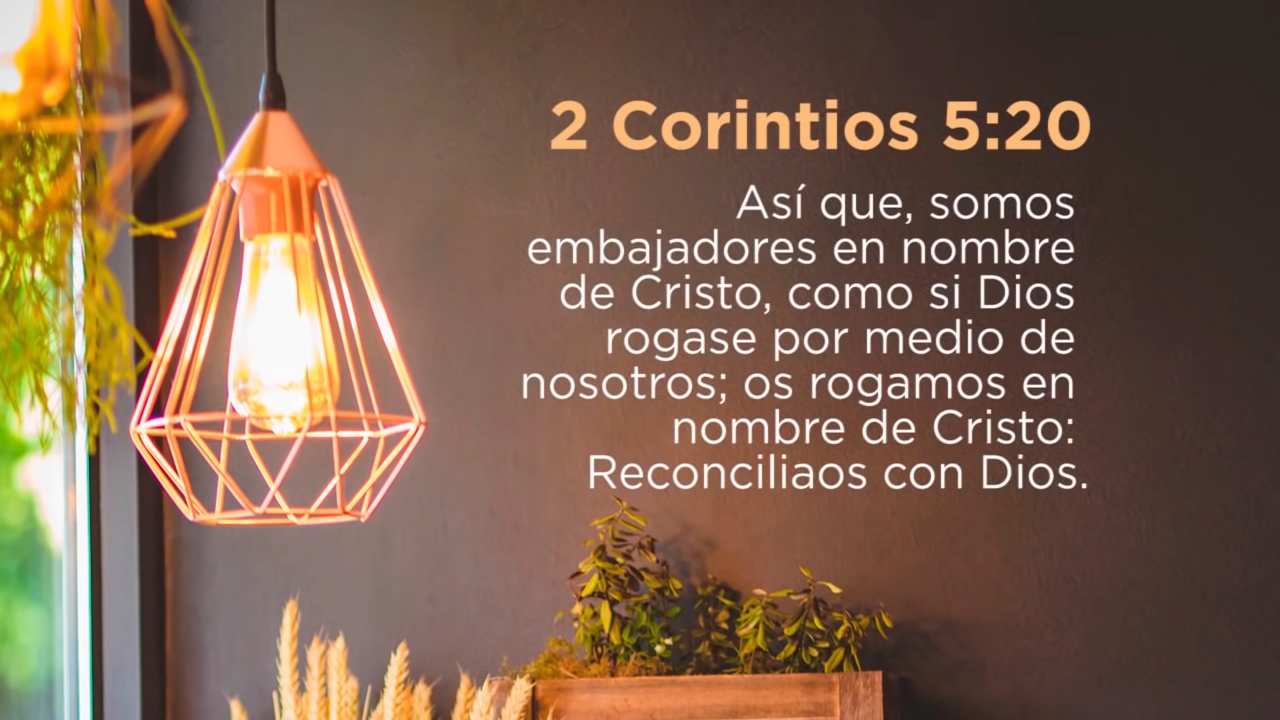 2 Corintios 5:20
Así que, somos
embajadores en nombre
de Cristo, como si Dios
rogase por medio de
nosotros; os rogamos en
nombre de Cristo:
Reconciliaos con Dios.